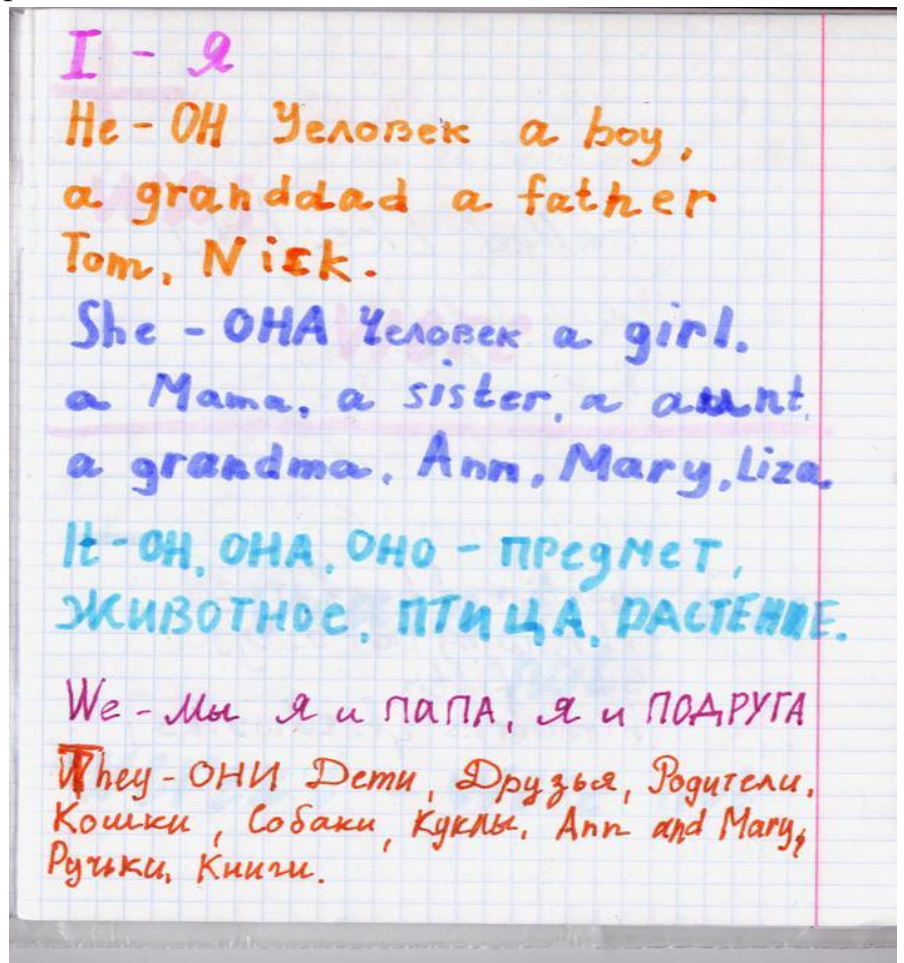 I - Я
He - ОН Человек a boy,
a granddad a father
Tom, Nick.
She - ОНА Человек a girl.
a Mama, a sister, a aunt,
a grandma, Ann, Mary, Liza.
It - ОН, ОНА, ОНО - предмет,
животное, птица, растение.
We - Мы Я и папа, Я и подруга
They - ОНИ Дети, Друзья, Родители,
Кошки, Собаки, куклы, Ann and Mary,
Ручки, Книги.